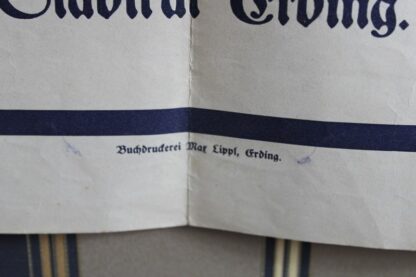 Stadtrat Erding.
Buchdruckerei Max Lippl, Erding.